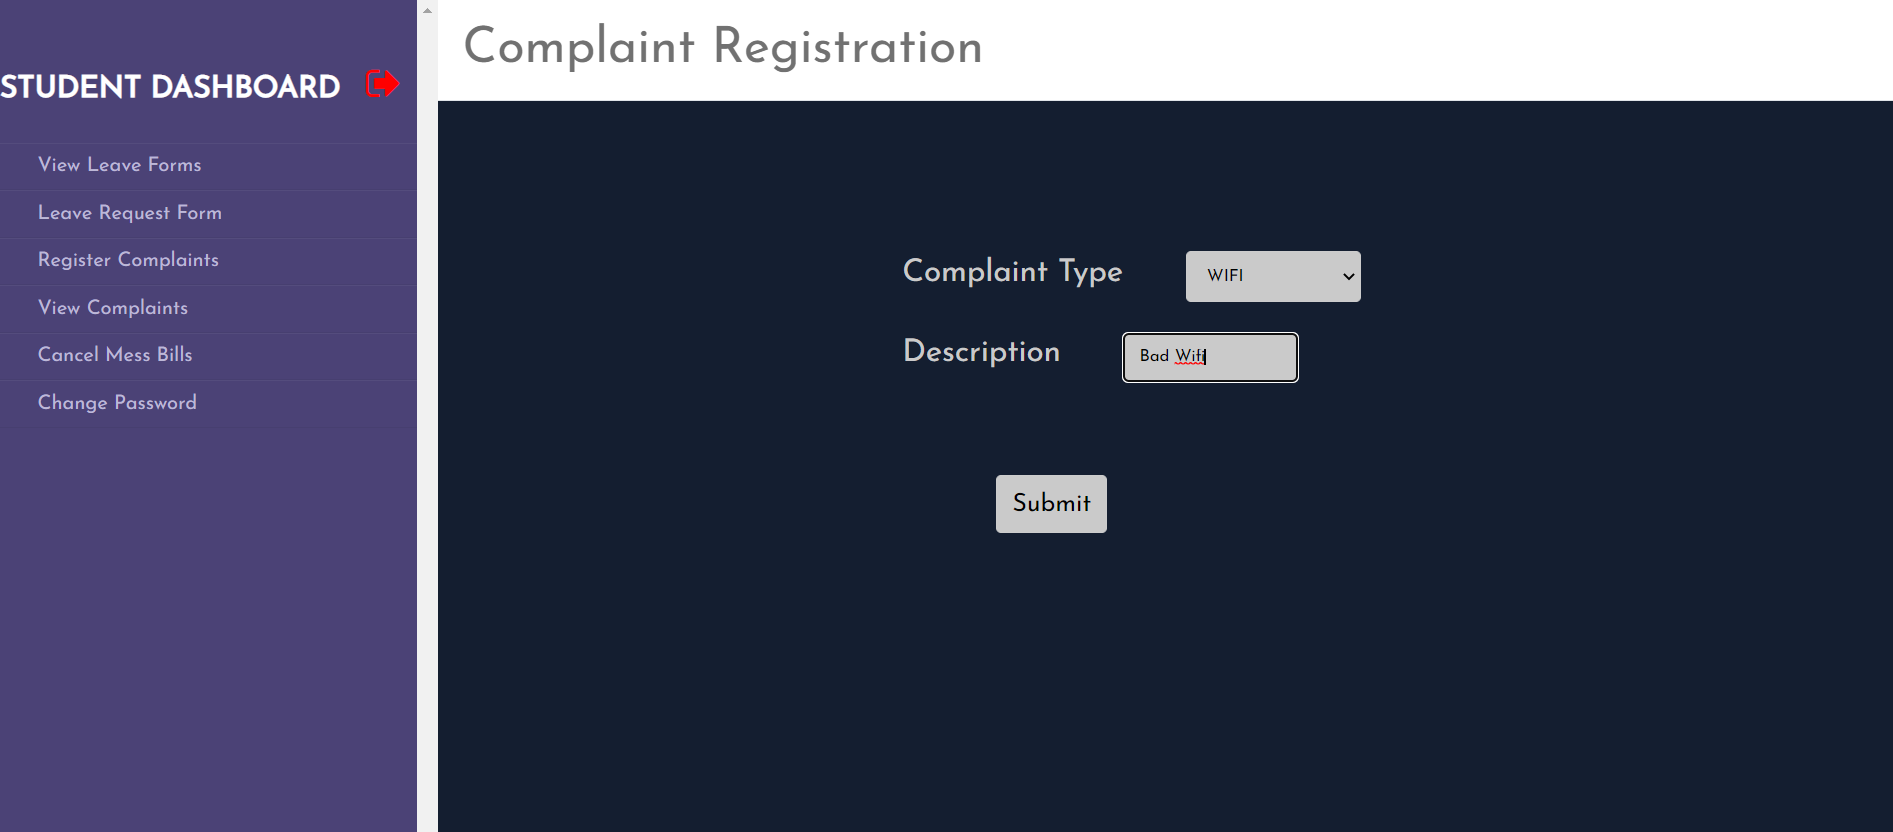 STUDENT DASHBOARD
View Leave Forms
Leave Request Form
Register Complaints
View Complaints
Cancel Mess Bills
Change Password
Complaint Registration
Complaint Type WIFI
Description Bad Wifi
Submit